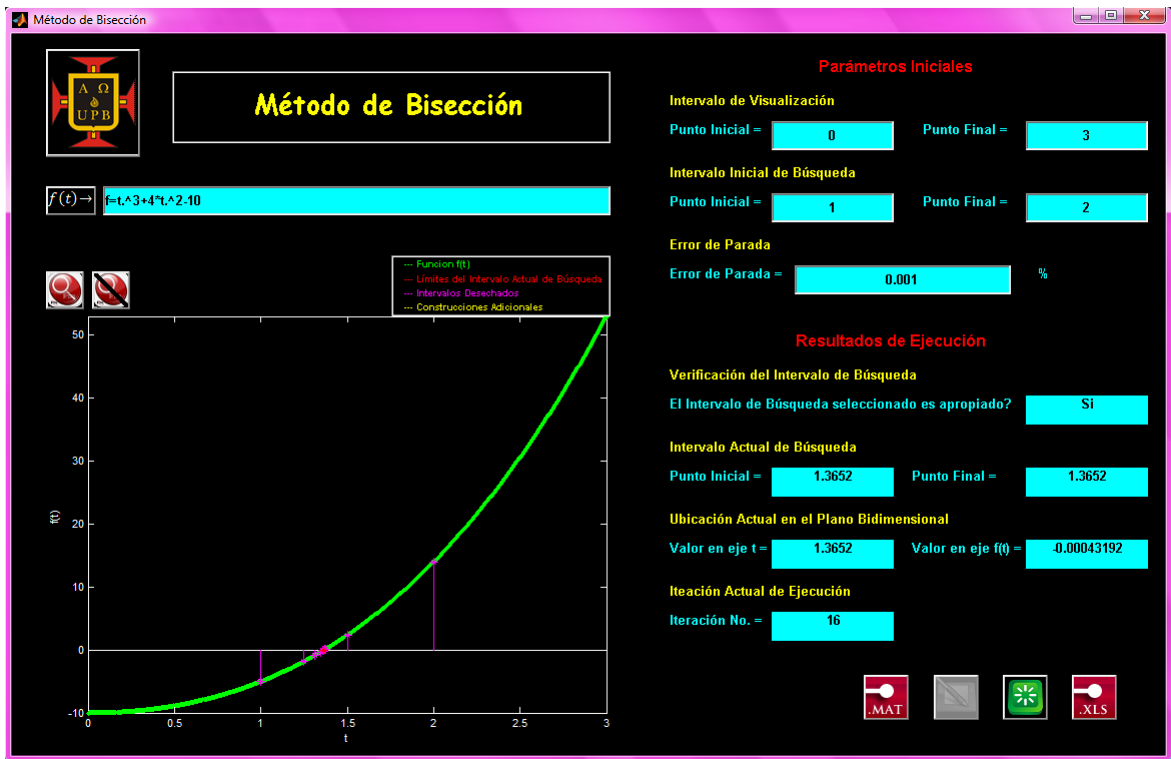 Método de Bisección
Α Ω
UPB
Método de Bisección
f(t)→
f=t.^3+4*t.^2-10
--- Funcion f(t)
--- Límites del Intervalo Actual de Búsqueda
--- Intervalos Desechados
--- Construcciones Adicionales
50
40
30
20
10
0
-10
f(t)
0 0.5 1 1.5 2 2.5 3
t
Parámetros Iniciales
Intervalo de Visualización
Punto Inicial = 0 Punto Final = 3
Intervalo Inicial de Búsqueda
Punto Inicial = 1 Punto Final = 2
Error de Parada
Error de Parada = 0.001 %
Resultados de Ejecución
Verificación del Intervalo de Búsqueda
El Intervalo de Búsqueda seleccionado es apropiado? Si
Intervalo Actual de Búsqueda
Punto Inicial = 1.3652 Punto Final = 1.3652
Ubicación Actual en el Plano Bidimensional
Valor en eje t = 1.3652 Valor en eje f(t) = -0.00043192
Iteación Actual de Ejecución
Iteración No. = 16
.MAT
.XLS